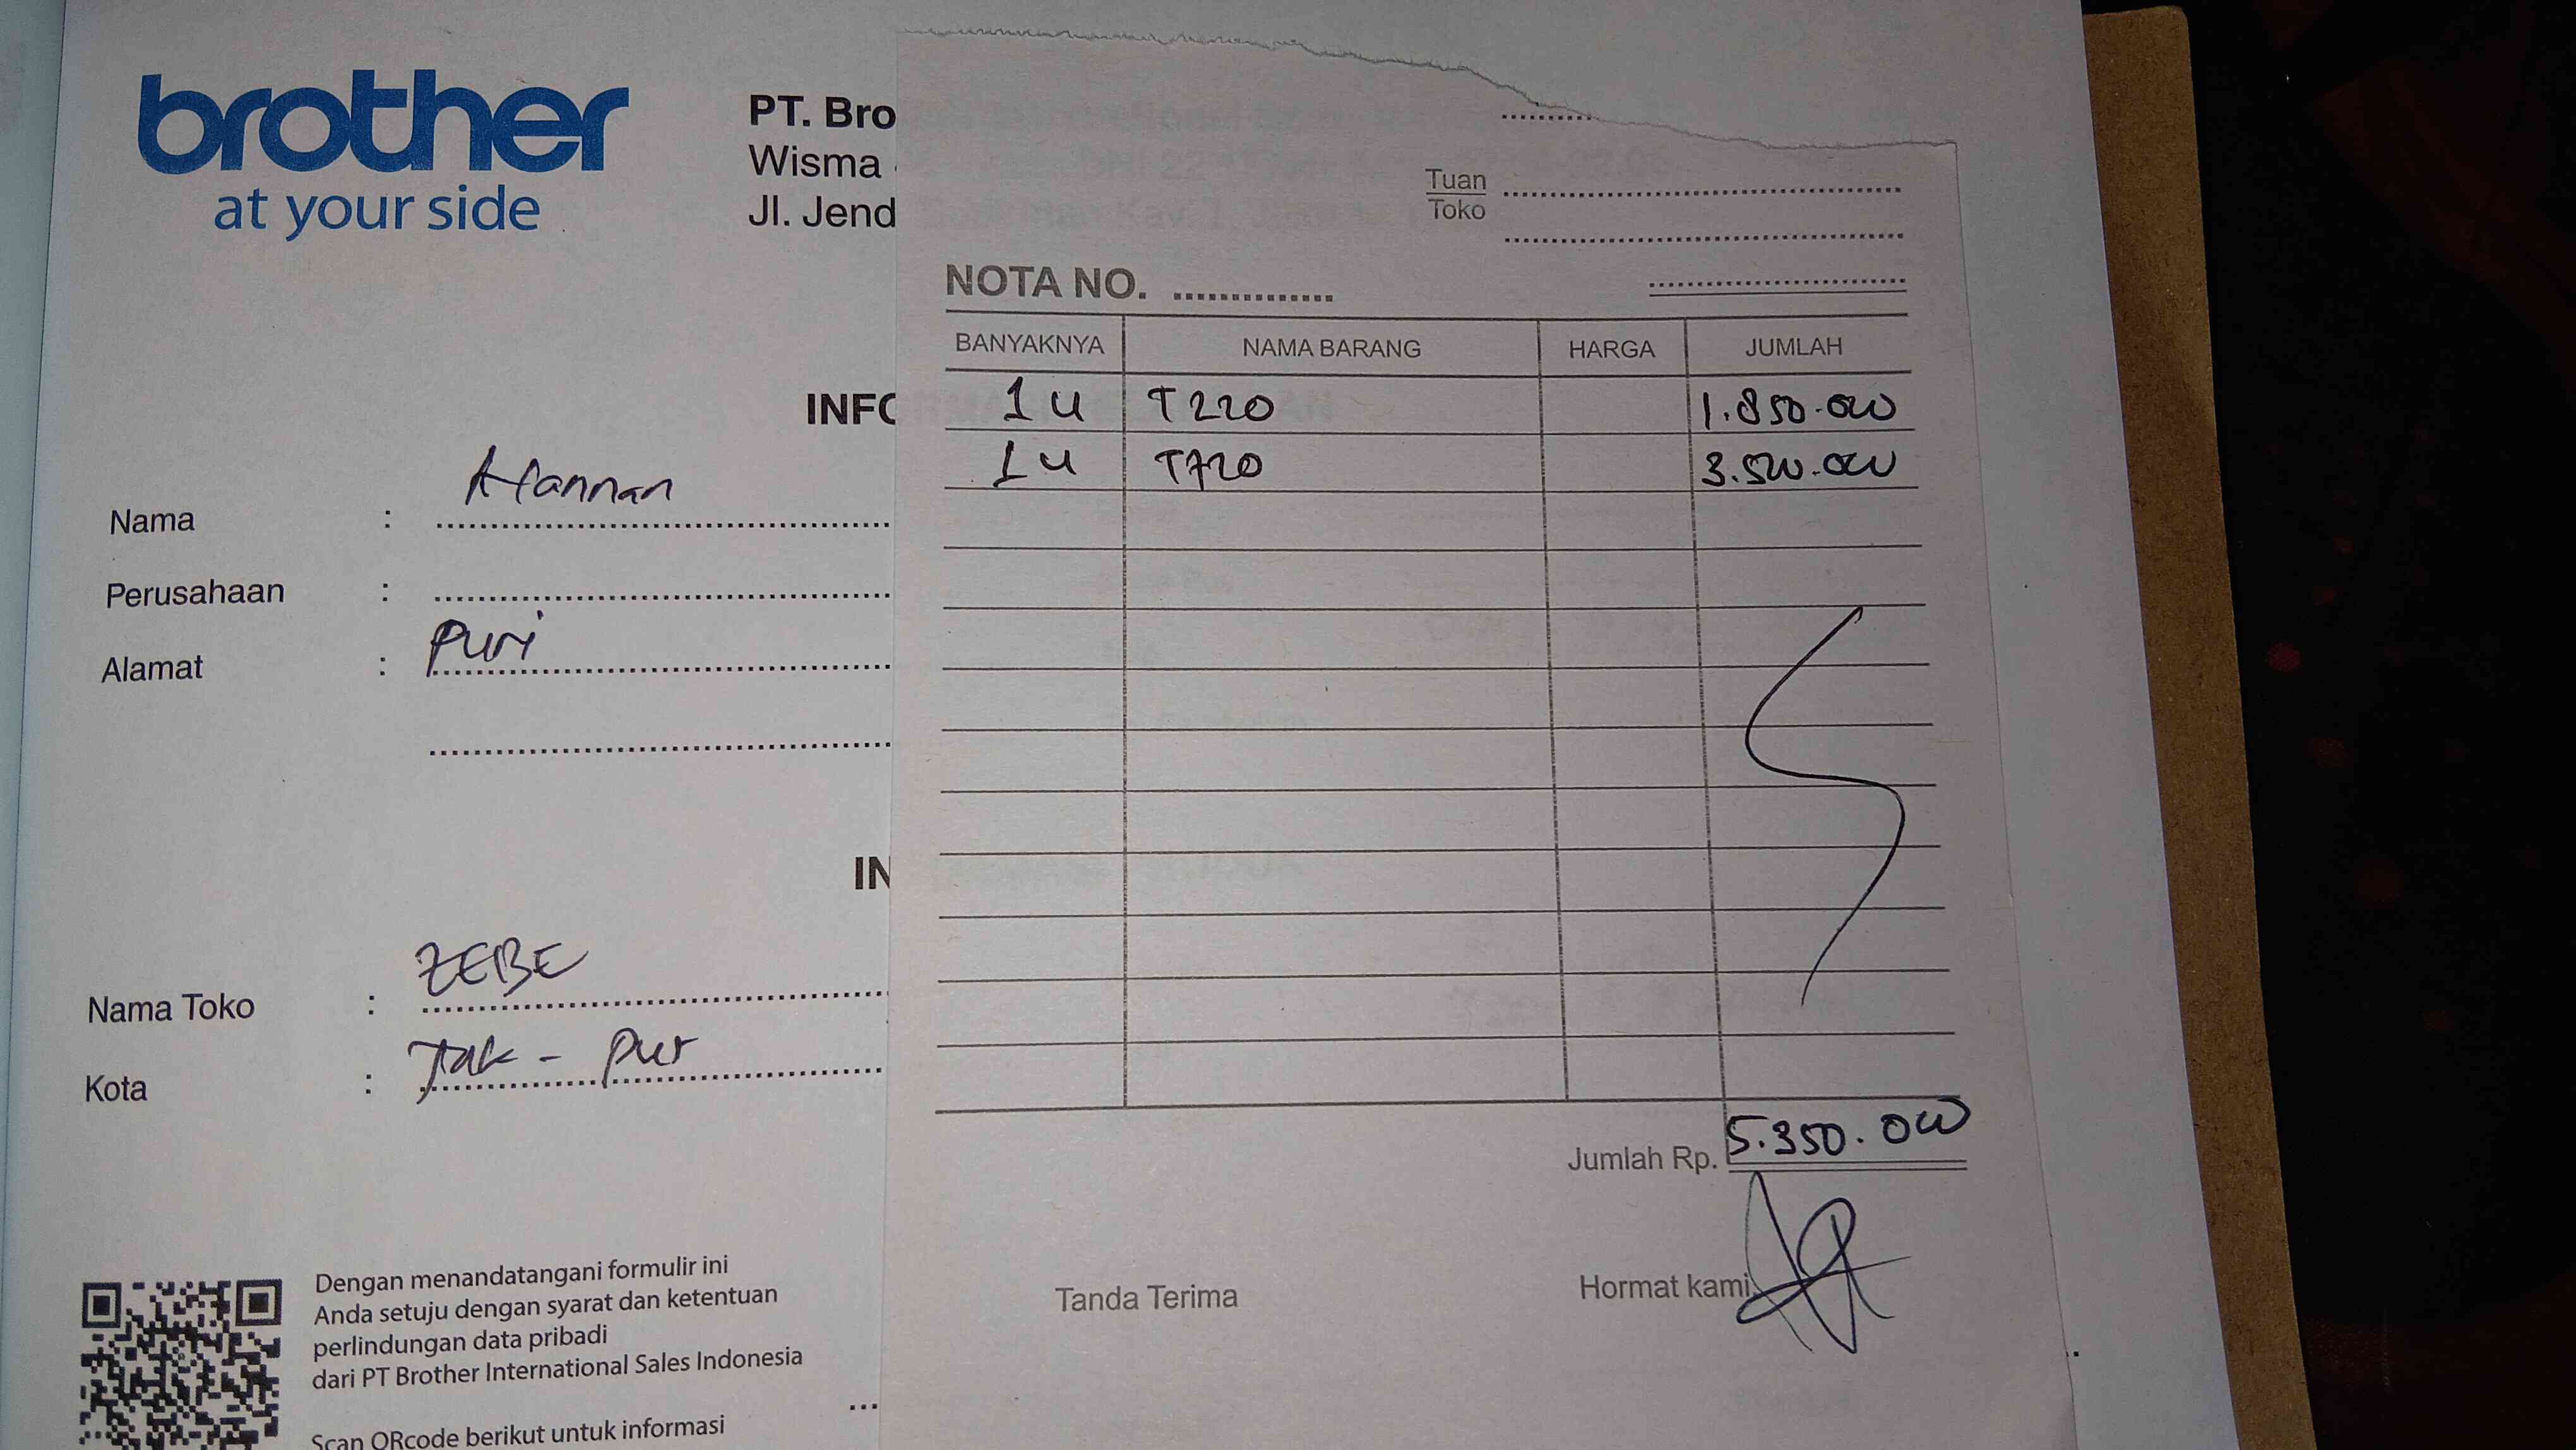 brother
at your side
PT. Bro
Wisma
Jl. Jend
INFO
Nama :
Perusahaan :
Alamat : Puri
IN
Nama Toko : ZEBE
Kota : Jak - Put
Dengan menandatangani formulir ini
Anda setuju dengan syarat dan ketentuan
perlindungan data pribadi
dari PT Brother International Sales Indonesia
Scan QRcode berikut untuk informasi
Tuan
Toko
NOTA NO.
BANYAKNYA NAMA BARANG HARGA JUMLAH
1 U T220 1.850.000
1 U T720 3.500.000
Jumlah Rp. 5.350.000
Tanda Terima Hormat kami,